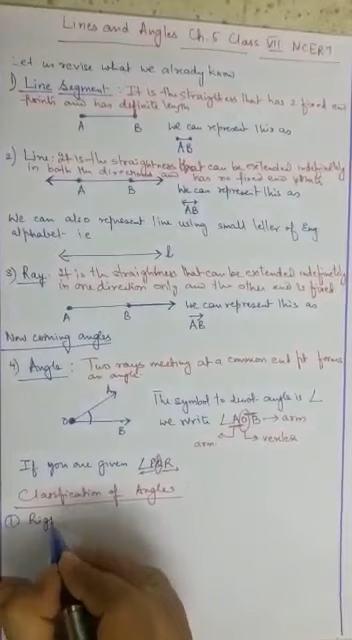 Lines and Angles Ch.5 Class VII NCERT
Let us revise what we already know
1) Line Segment : It is the straightness that has 2 fixed end
points and has definite length
A B We can represent this as
AB
2) Line: It is the straightness that can be extended indefinitely
in both the directions and has no fixed end points
A B We can represent this as
AB
We can also represent line using small letter of Eng
alphabet i.e
l
3) Ray: It is the straightness that can be extended indefinitely
in one direction only and the other end is fixed
A B We can represent this as
AB
Now coming angles
4) Angle: Two rays meeting at a common end pt forms
an angle.
A
The symbol to denot angle is ∠
O B we write ∠AOB → arm
arm vertex
If you are given ∠PQR,
Classification of Angles
① Rig